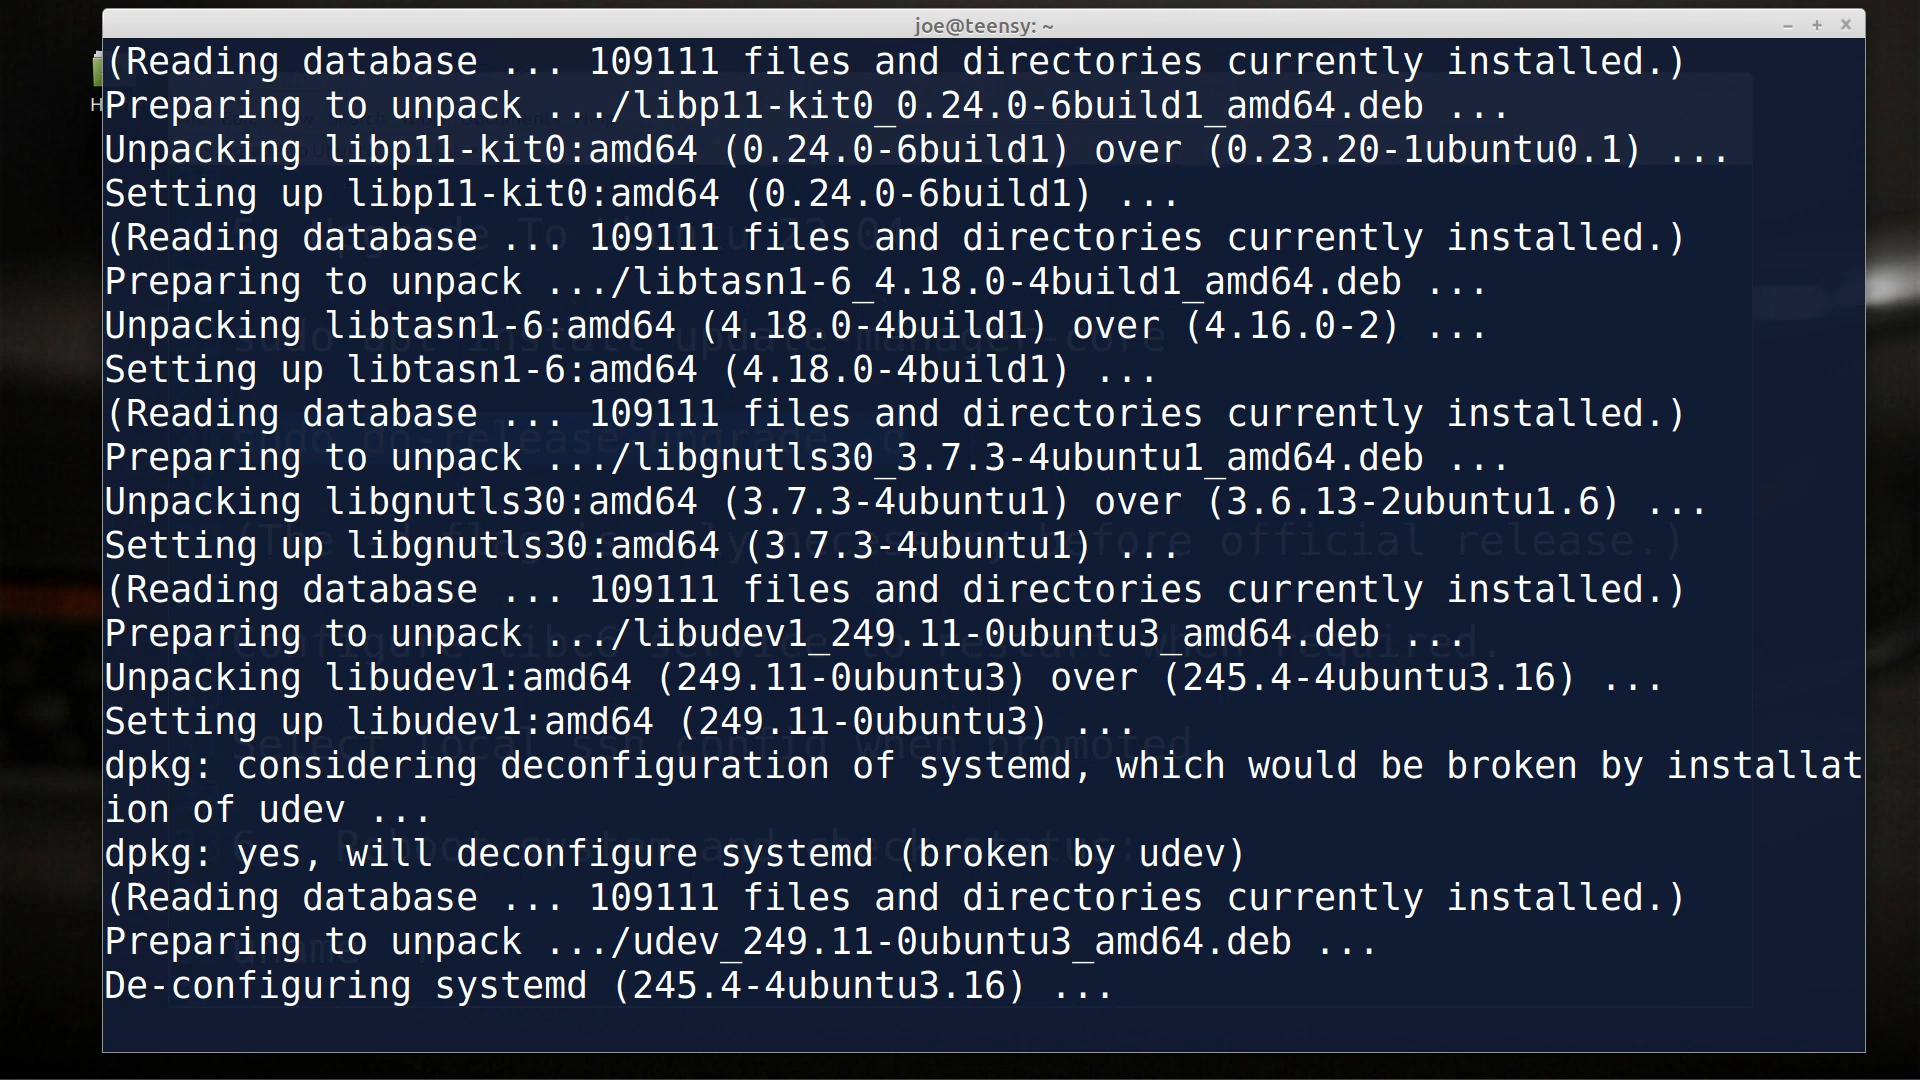 joe@teensy: ~
(Reading database ... 109111 files and directories currently installed.)
Preparing to unpack .../libp11-kit0_0.24.0-6build1_amd64.deb ...
Unpacking libp11-kit0:amd64 (0.24.0-6build1) over (0.23.20-1ubuntu0.1) ...
Setting up libp11-kit0:amd64 (0.24.0-6build1) ...
(Reading database ... 109111 files and directories currently installed.)
Preparing to unpack .../libtasn1-6_4.18.0-4build1_amd64.deb ...
Unpacking libtasn1-6:amd64 (4.18.0-4build1) over (4.16.0-2) ...
Setting up libtasn1-6:amd64 (4.18.0-4build1) ...
(Reading database ... 109111 files and directories currently installed.)
Preparing to unpack .../libgnutls30_3.7.3-4ubuntu1_amd64.deb ...
Unpacking libgnutls30:amd64 (3.7.3-4ubuntu1) over (3.6.13-2ubuntu1.6) ...
Setting up libgnutls30:amd64 (3.7.3-4ubuntu1) ...
(Reading database ... 109111 files and directories currently installed.)
Preparing to unpack .../libudev1_249.11-0ubuntu3_amd64.deb ...
Unpacking libudev1:amd64 (249.11-0ubuntu3) over (245.4-4ubuntu3.16) ...
Setting up libudev1:amd64 (249.11-0ubuntu3) ...
dpkg: considering deconfiguration of systemd, which would be broken by installat
ion of udev ...
dpkg: yes, will deconfigure systemd (broken by udev)
(Reading database ... 109111 files and directories currently installed.)
Preparing to unpack .../udev_249.11-0ubuntu3_amd64.deb ...
De-configuring systemd (245.4-4ubuntu3.16) ...